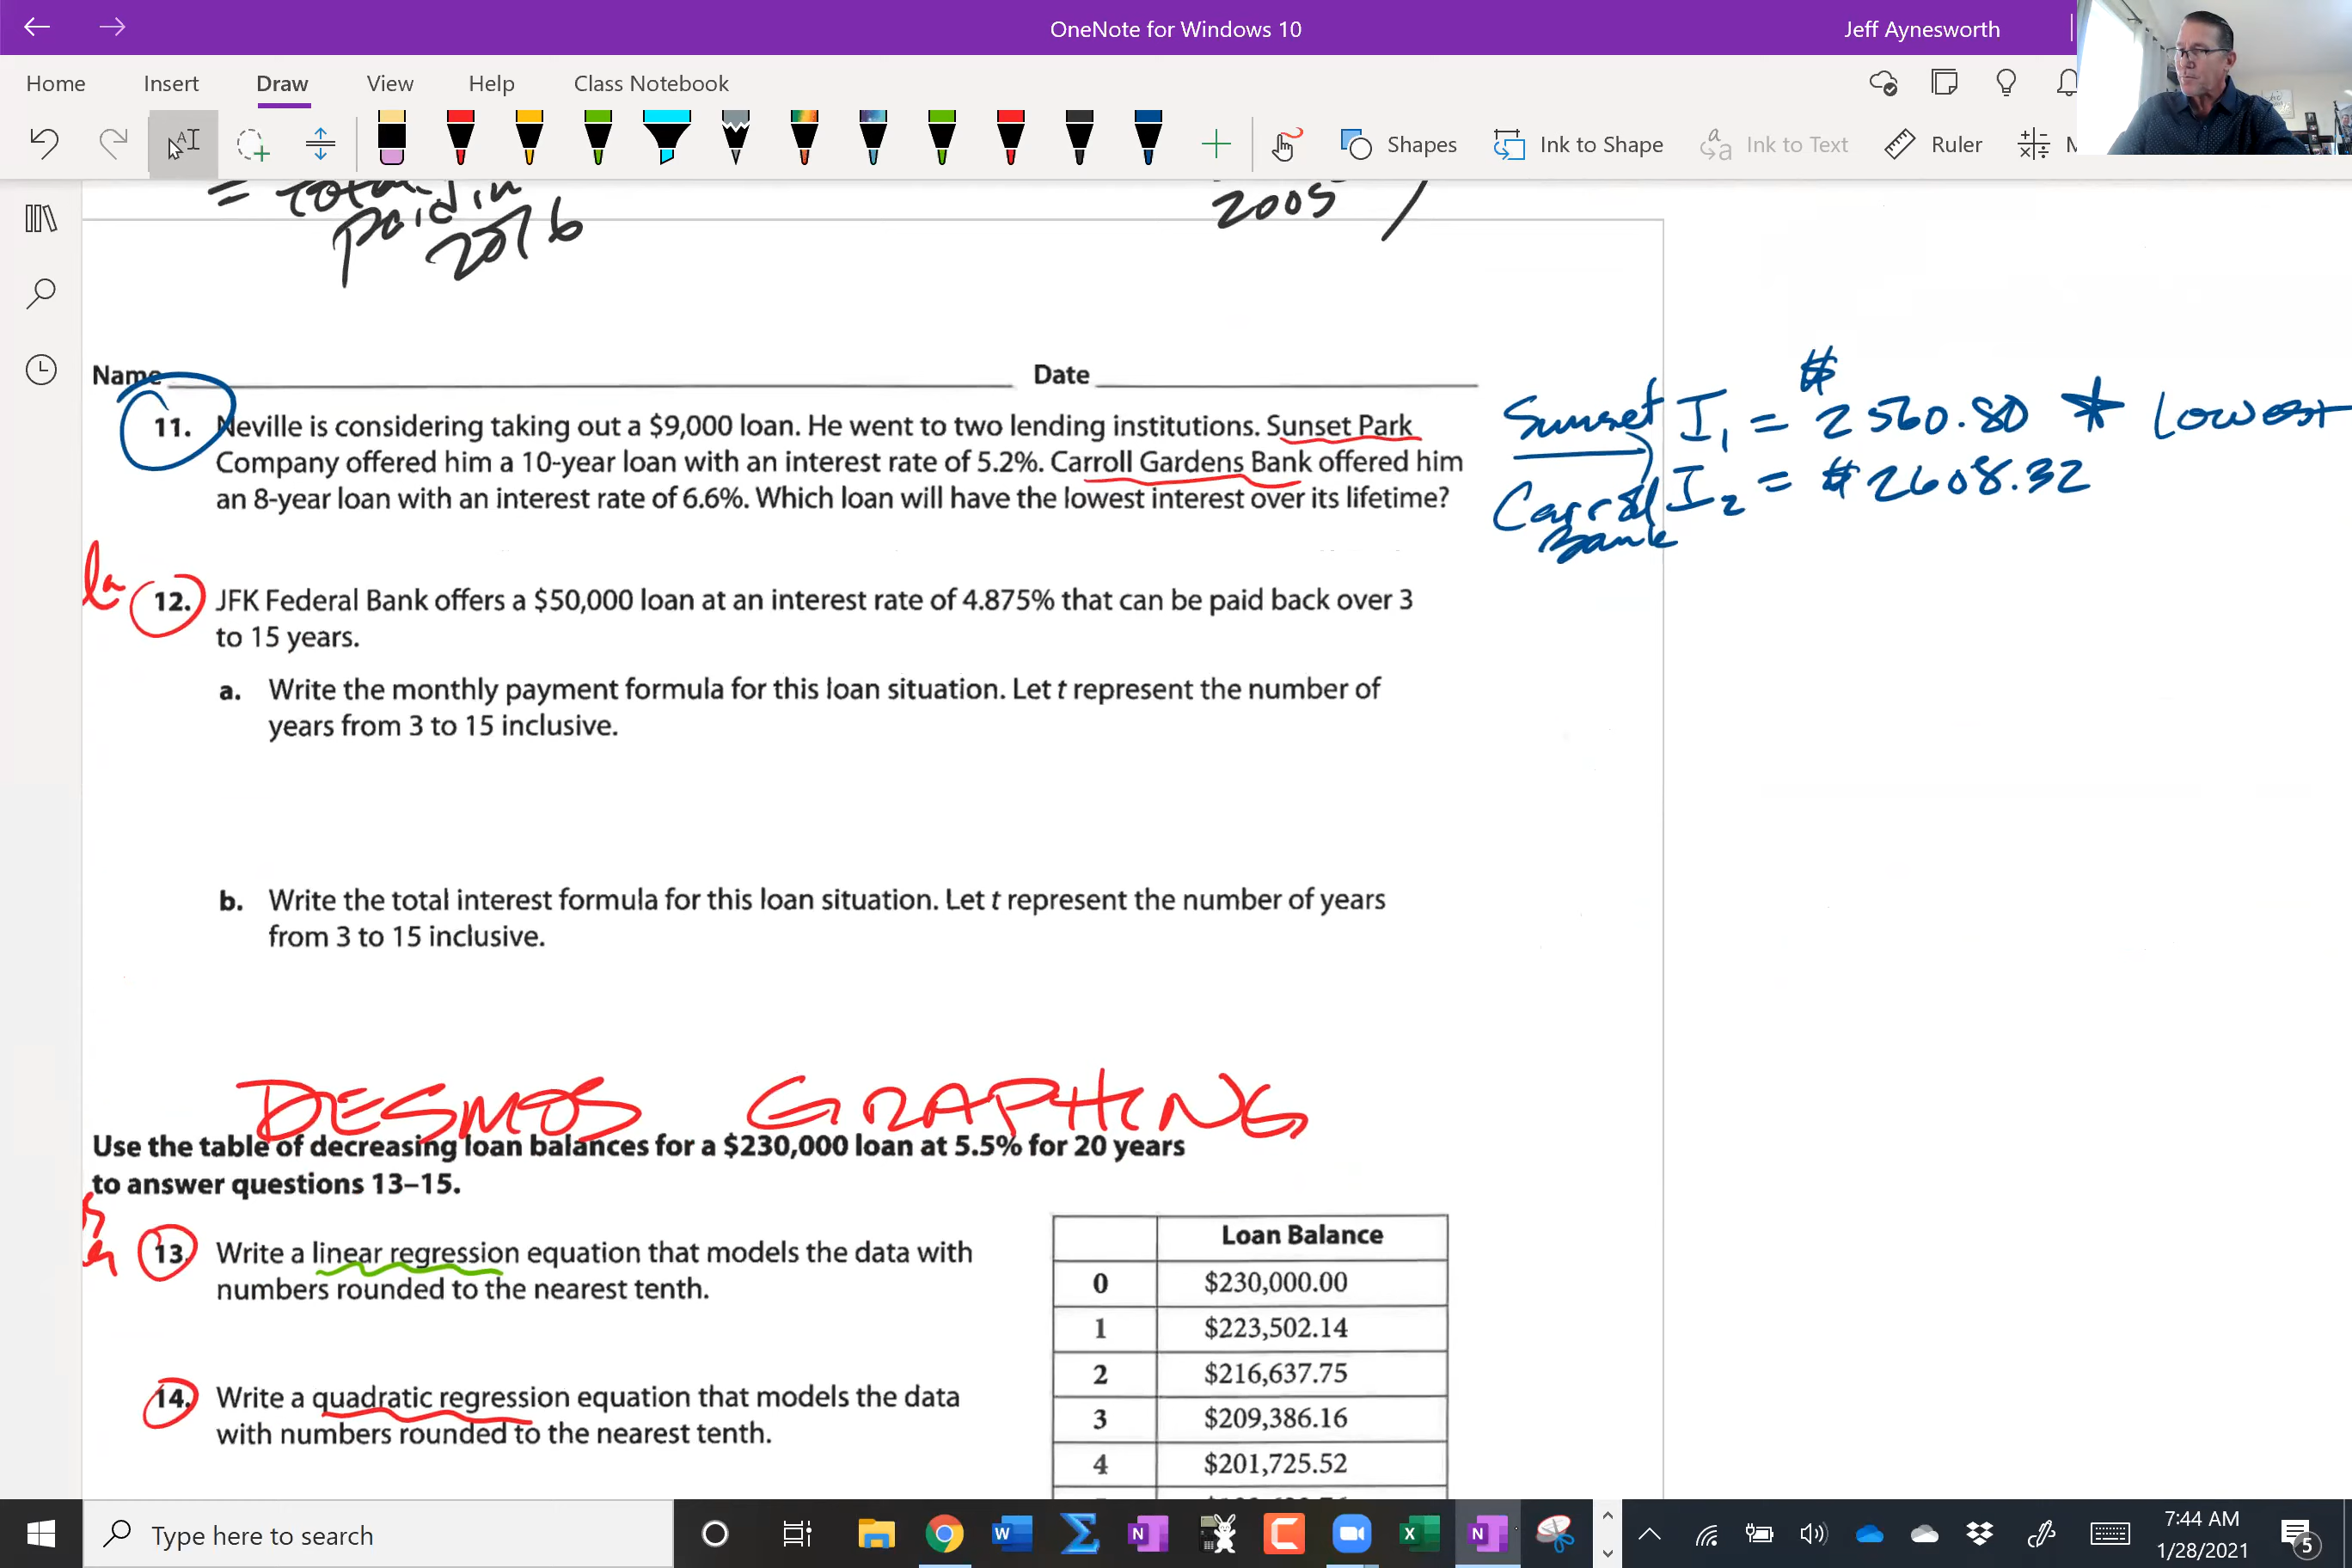 OneNote for Windows 10
Jeff Aynesworth
Home Insert Draw View Help Class Notebook
Shapes Ink to Shape Ink to Text Ruler
= total
paid in
2016
2005
Name Date
11. Neville is considering taking out a $9,000 loan. He went to two lending institutions. Sunset Park
Company offered him a 10-year loan with an interest rate of 5.2%. Carroll Gardens Bank offered him
an 8-year loan with an interest rate of 6.6%. Which loan will have the lowest interest over its lifetime?
Sunset I1 = $2560.80 * Lowest
Carroll I2 = $2608.32
Bank
12. JFK Federal Bank offers a $50,000 loan at an interest rate of 4.875% that can be paid back over 3
to 15 years.
a. Write the monthly payment formula for this loan situation. Let t represent the number of
years from 3 to 15 inclusive.
b. Write the total interest formula for this loan situation. Let t represent the number of years
from 3 to 15 inclusive.
DESMOS GRAPHING
Use the table of decreasing loan balances for a $230,000 loan at 5.5% for 20 years
to answer questions 13–15.
13. Write a linear regression equation that models the data with
numbers rounded to the nearest tenth.
14. Write a quadratic regression equation that models the data
with numbers rounded to the nearest tenth.
Loan Balance
0 $230,000.00
1 $223,502.14
2 $216,637.75
3 $209,386.16
4 $201,725.52
Type here to search
7:44 AM
1/28/2021
5